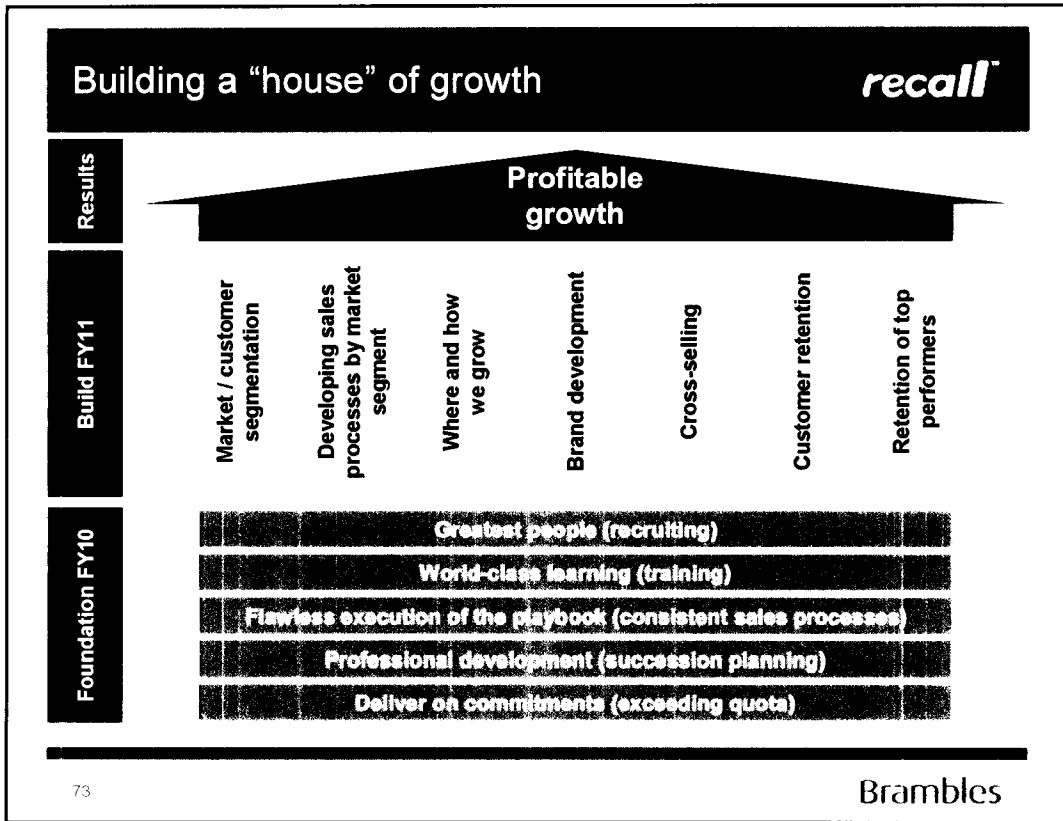 Building a “house” of growth
recall™
Results
Profitable
growth
Build FY11
Market / customer
segmentation
Developing sales
processes by market
segment
Where and how
we grow
Brand development
Cross-selling
Customer retention
Retention of top
performers
Foundation FY10
Greatest people (recruiting)
World-class learning (training)
Flawless execution of the playbook (consistent sales processes)
Professional development (succession planning)
Deliver on commitments (exceeding quota)
73
Brambles